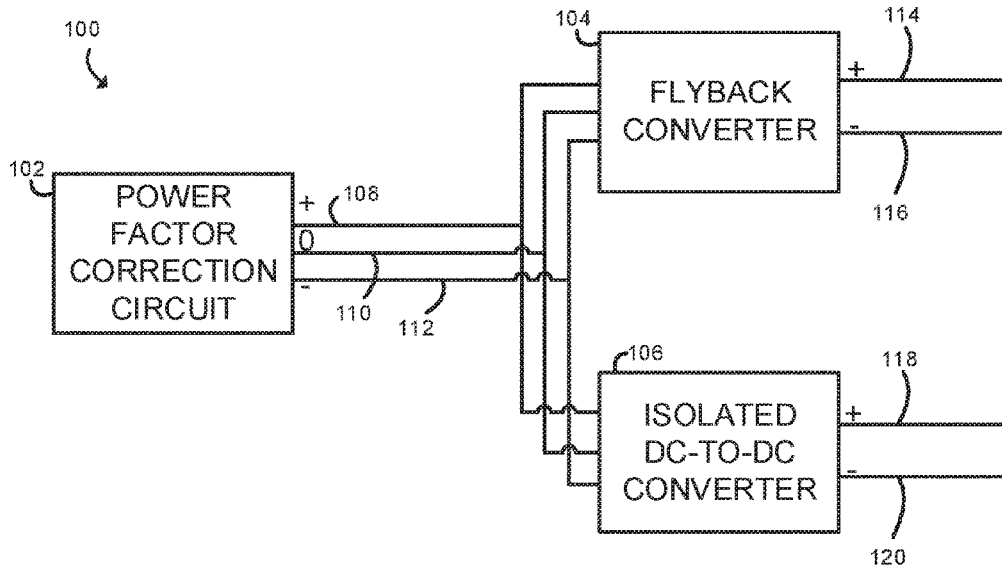 100
102
POWER
FACTOR
CORRECTION
CIRCUIT
+
0
-
108
110
112
104
FLYBACK
CONVERTER
+
-
114
116
106
ISOLATED
DC-TO-DC
CONVERTER
+
-
118
120